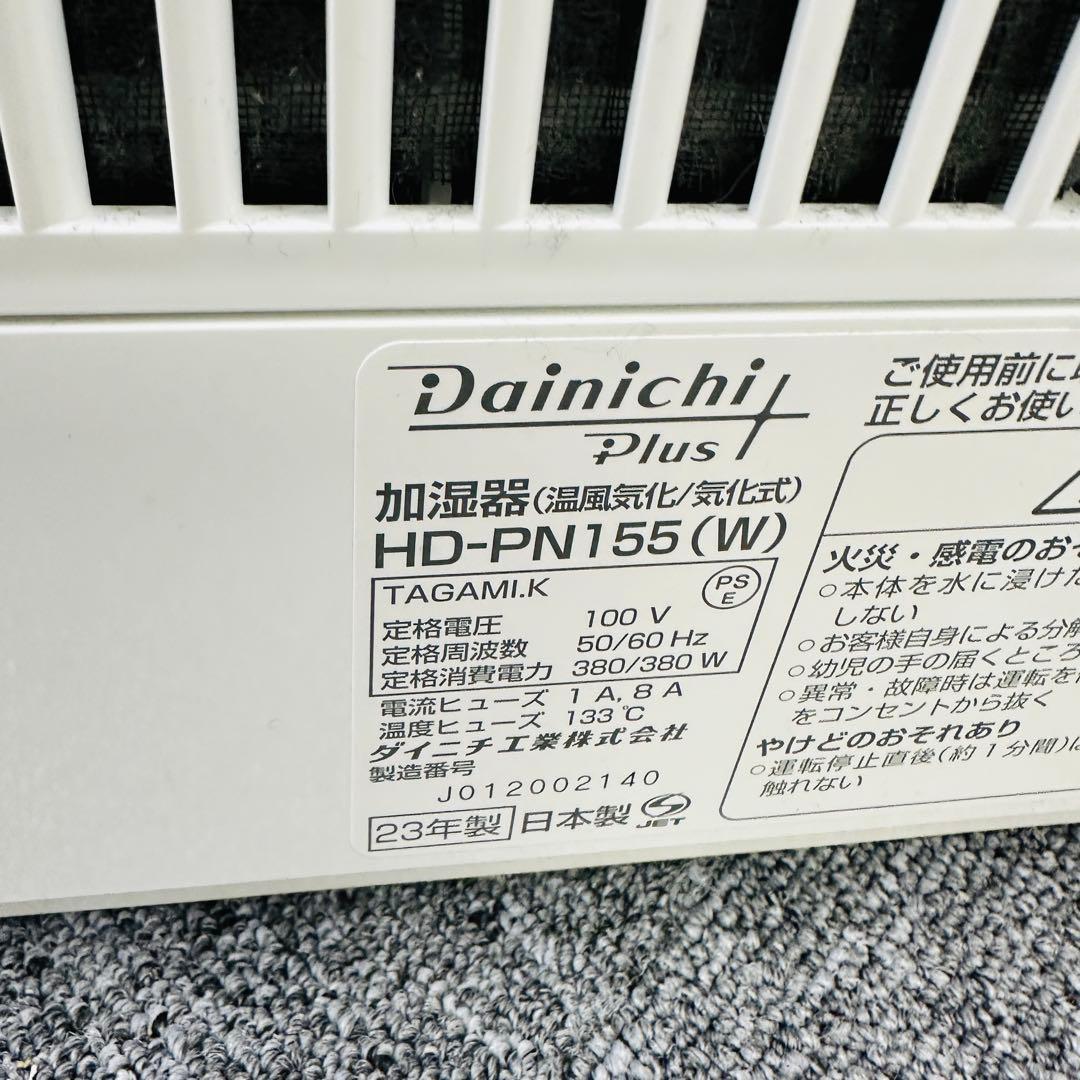 Dainichi
Plus
加湿器(温風気化/気化式)
HD-PN155(W)
TAGAMI.K
PS
E
定格電圧 100 V
定格周波数 50/60 Hz
定格消費電力 380/380 W
電流ヒューズ 1 A, 8 A
温度ヒューズ 133℃
ダイニチ工業株式会社
製造番号
J012002140
23年製 日本製 JET
ご使用前に
正しくお使い
火災・感電のおそ
○本体を水に浸けた
しない
○お客様自身による分解
○幼児の手の届くところ
○異常・故障時は運転を
をコンセントから抜く
やけどのおそれあり
○運転停止直後(約1分間)は
触れない